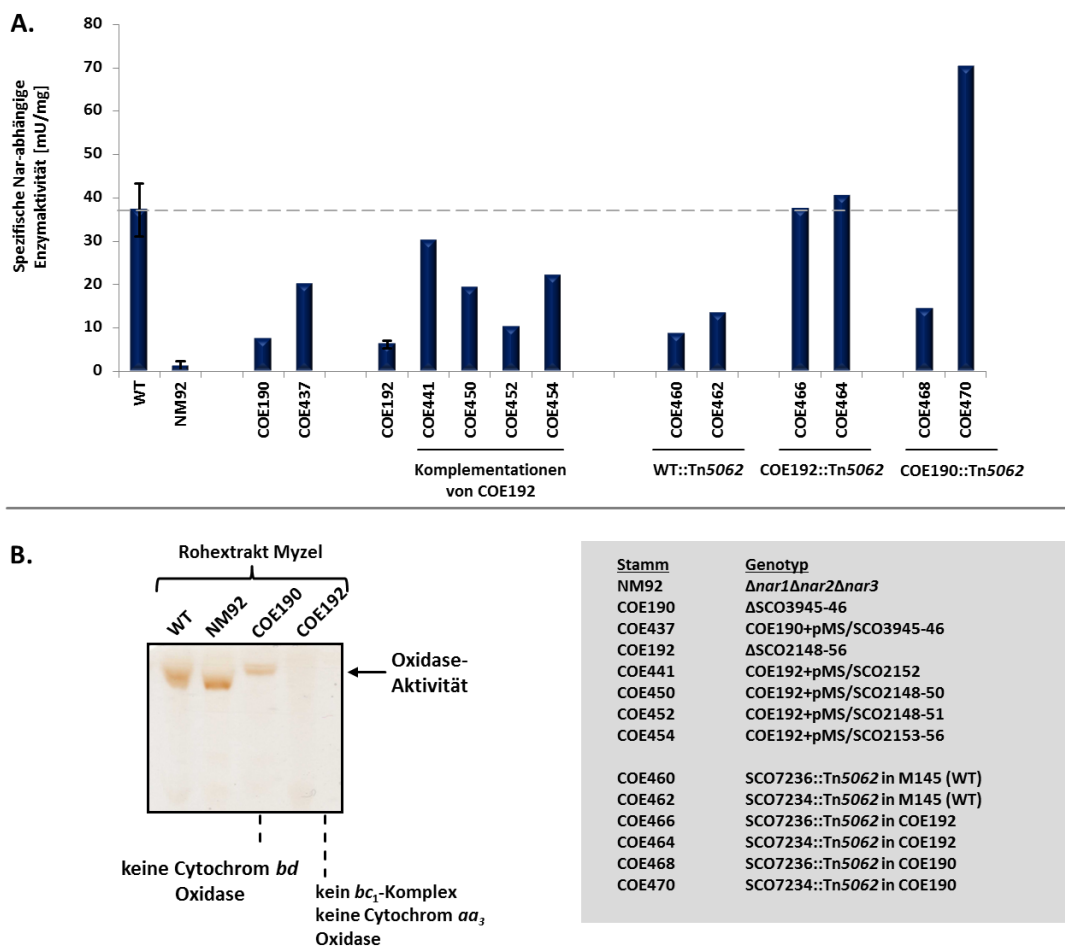 A.
Spezifische Nar-abhängige
Enzymaktivität [mU/mg]
80
70
60
50
40
30
20
10
0
WT
NM92
COE190
COE437
COE192
COE441
COE450
COE452
COE454
COE460
COE462
COE466
COE464
COE468
COE470
Komplementationen
von COE192
WT::Tn5062
COE192::Tn5062
COE190::Tn5062
B.
Rohextrakt Myzel
WT
NM92
COE190
COE192
Oxidase-
Aktivität
keine Cytochrom bd
Oxidase
kein bc₁-Komplex
keine Cytochrom aa₃
Oxidase
Stamm Genotyp
NM92 Δnar1Δnar2Δnar3
COE190 ΔSCO3945-46
COE437 COE190+pMS/SCO3945-46
COE192 ΔSCO2148-56
COE441 COE192+pMS/SCO2152
COE450 COE192+pMS/SCO2148-50
COE452 COE192+pMS/SCO2148-51
COE454 COE192+pMS/SCO2153-56
COE460 SCO7236::Tn5062 in M145 (WT)
COE462 SCO7234::Tn5062 in M145 (WT)
COE466 SCO7236::Tn5062 in COE192
COE464 SCO7234::Tn5062 in COE192
COE468 SCO7236::Tn5062 in COE190
COE470 SCO7234::Tn5062 in COE190